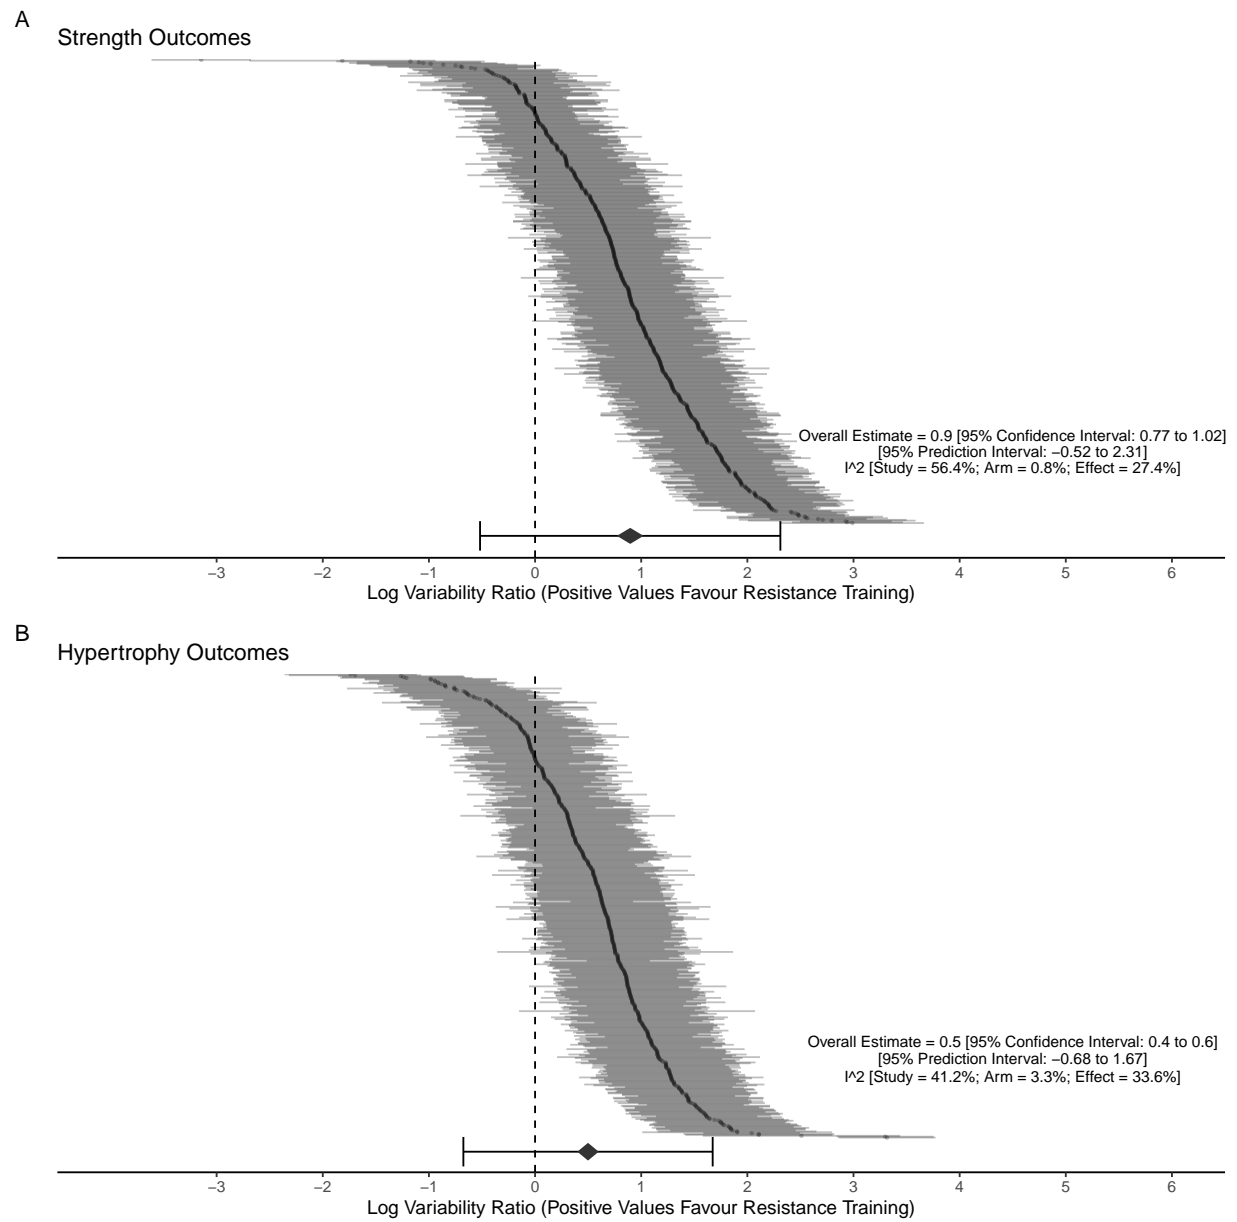 A
Strength Outcomes
Overall Estimate = 0.9 [95% Confidence Interval: 0.77 to 1.02]
[95% Prediction Interval: −0.52 to 2.31]
I^2 [Study = 56.4%; Arm = 0.8%; Effect = 27.4%]
−3 −2 −1 0 1 2 3 4 5 6
Log Variability Ratio (Positive Values Favour Resistance Training)
B
Hypertrophy Outcomes
Overall Estimate = 0.5 [95% Confidence Interval: 0.4 to 0.6]
[95% Prediction Interval: −0.68 to 1.67]
I^2 [Study = 41.2%; Arm = 3.3%; Effect = 33.6%]
−3 −2 −1 0 1 2 3 4 5 6
Log Variability Ratio (Positive Values Favour Resistance Training)